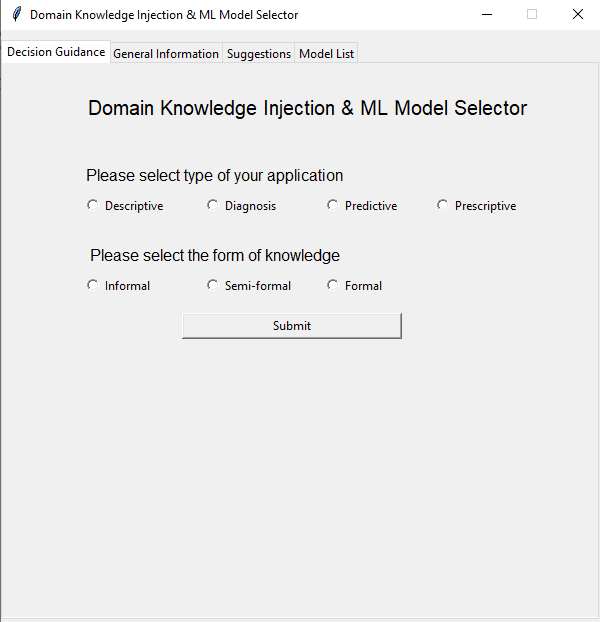 Domain Knowledge Injection & ML Model Selector
Decision Guidance General Information Suggestions Model List
Domain Knowledge Injection & ML Model Selector
Please select type of your application
Descriptive Diagnosis Predictive Prescriptive
Please select the form of knowledge
Informal Semi-formal Formal
Submit